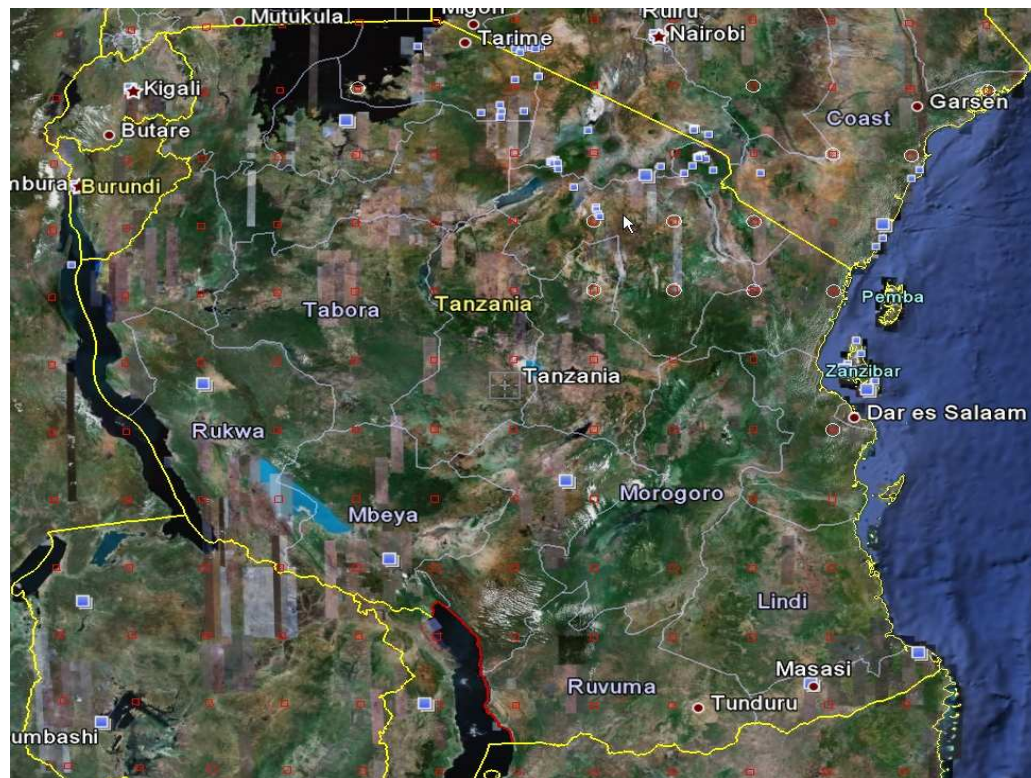 Mutukula
Migori
Tarime
Ruiru
Nairobi
Kigali
Garsen
Coast
Butare
mbura
Burundi
Pemba
Tabora
Tanzania
Tanzania
Zanzibar
Dar es Salaam
Rukwa
Morogoro
Mbeya
Lindi
Masasi
Ruvuma
Tunduru
umbashi